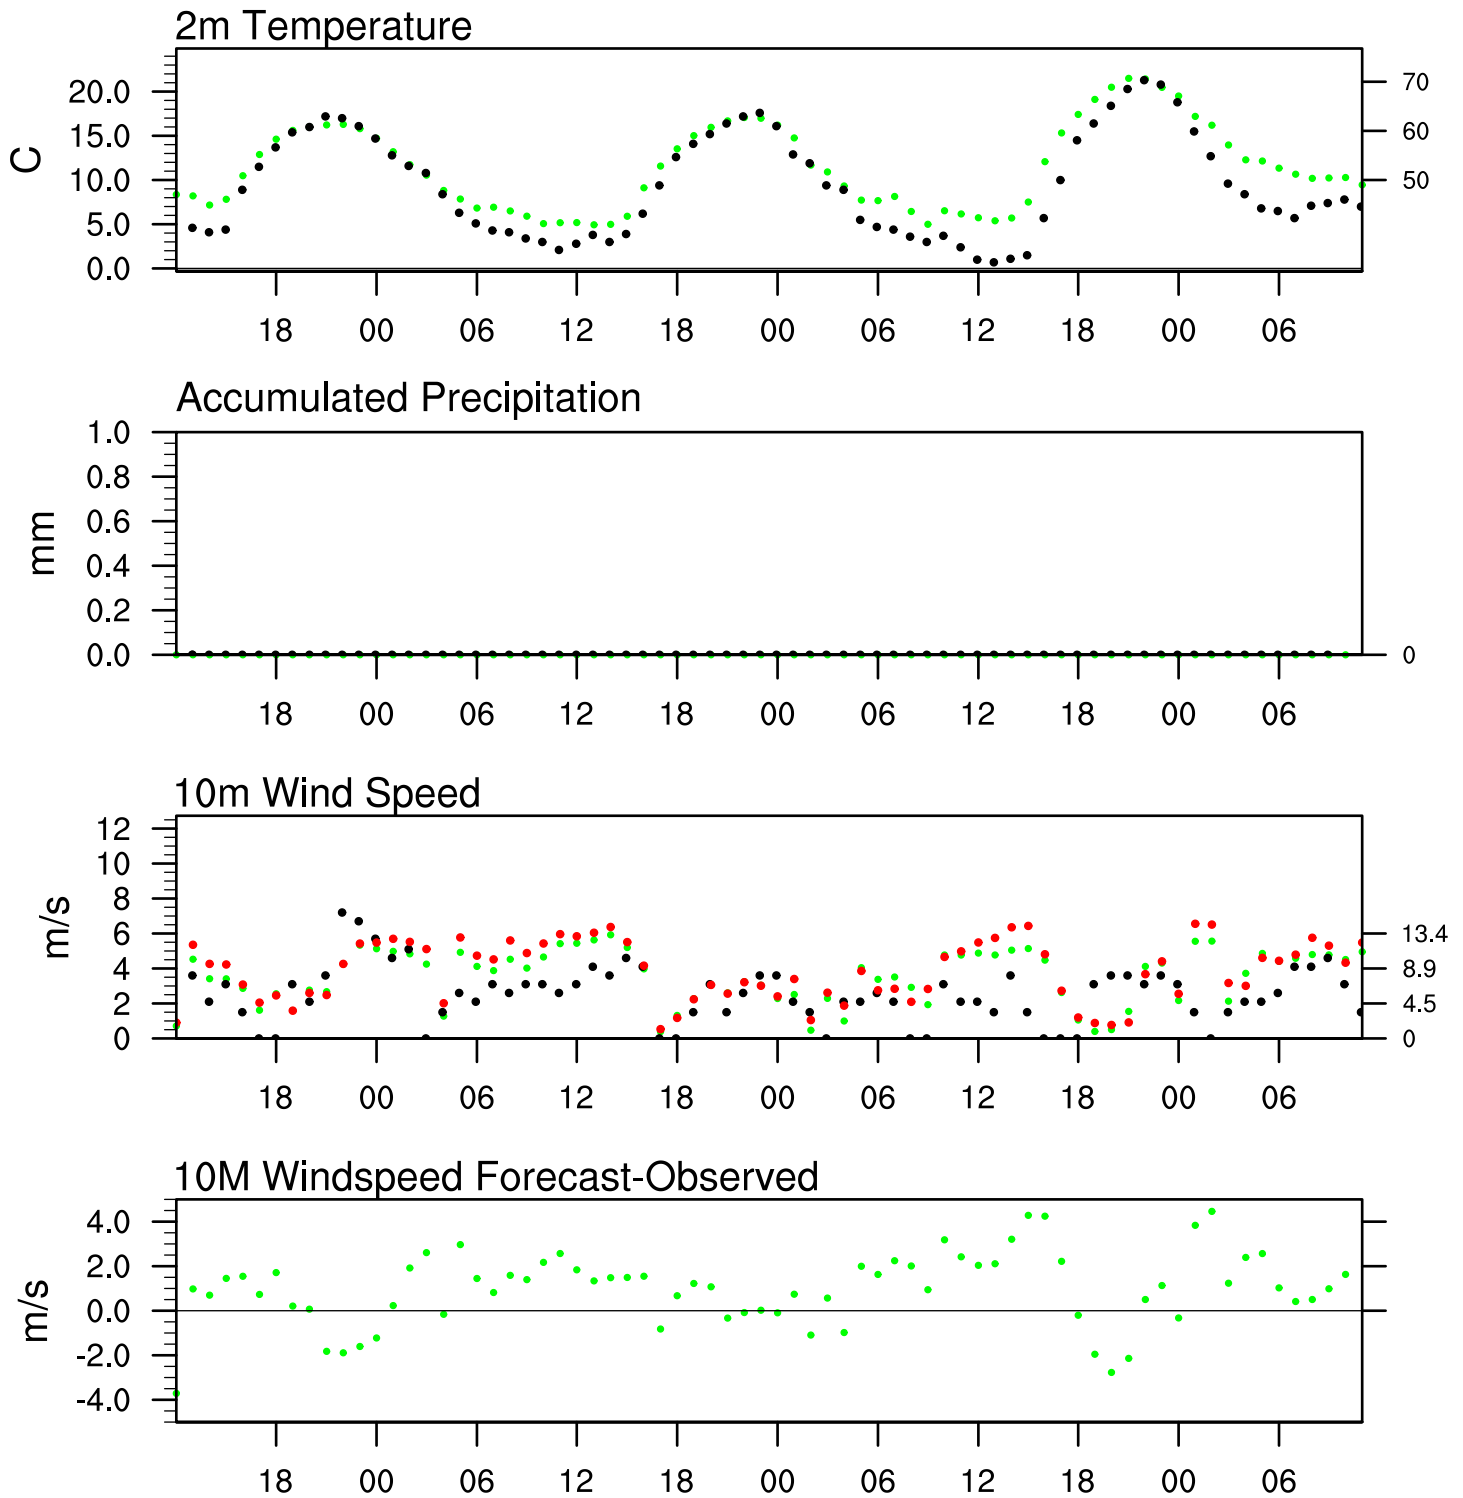 2m Temperature
C
20.0
15.0
10.0
5.0
0.0
70
60
50
18 00 06 12 18 00 06 12 18 00 06
Accumulated Precipitation
mm
1.0
0.8
0.6
0.4
0.2
0.0
0
18 00 06 12 18 00 06 12 18 00 06
10m Wind Speed
m/s
12
10
8
6
4
2
0
13.4
8.9
4.5
0
18 00 06 12 18 00 06 12 18 00 06
10M Windspeed Forecast-Observed
m/s
4.0
2.0
0.0
-2.0
-4.0
18 00 06 12 18 00 06 12 18 00 06